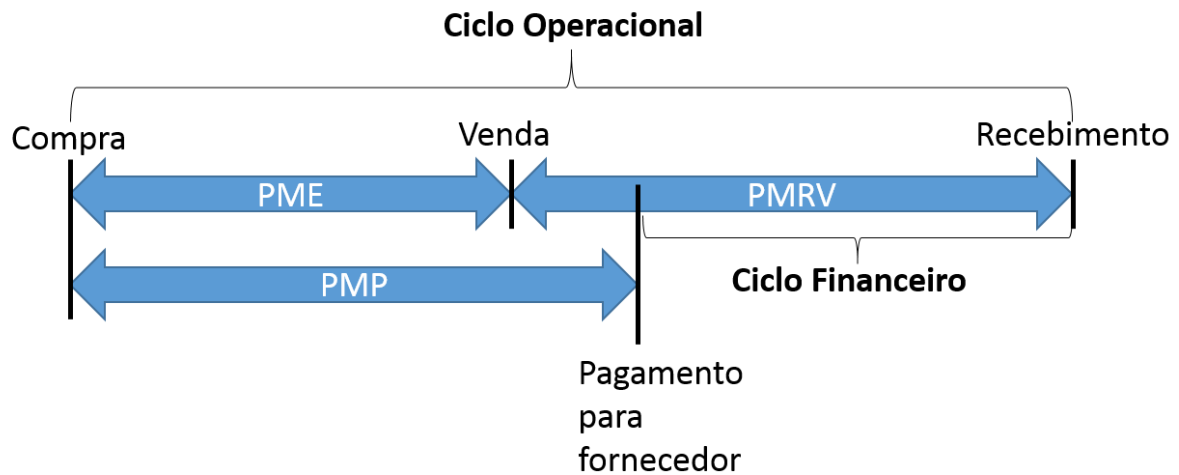 Ciclo Operacional
Compra
Venda
Recebimento
PME
PMRV
PMP
Ciclo Financeiro
Pagamento
para
fornecedor